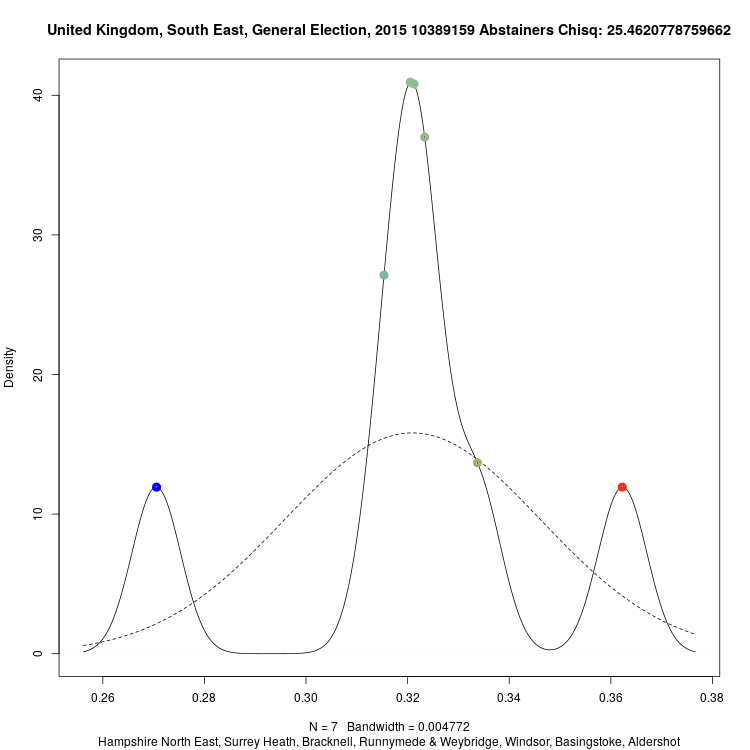 United Kingdom, South East, General Election, 2015 10389159 Abstainers Chisq: 25.4620778759662
40
30
20
10
0
Density
0.26 0.28 0.30 0.32 0.34 0.36 0.38
N = 7 Bandwidth = 0.004772
Hampshire North East, Surrey Heath, Bracknell, Runnymede & Weybridge, Windsor, Basingstoke, Aldershot